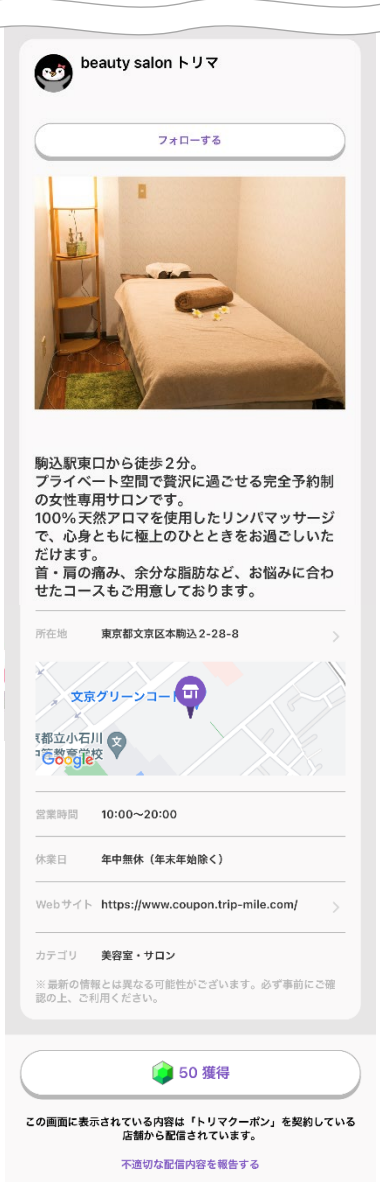 beauty salon トリマ
フォローする
駒込駅東口から徒歩２分。
プライベート空間で贅沢に過ごせる完全予約制
の女性専用サロンです。
100%天然アロマを使用したリンパマッサージ
で、心身ともに極上のひとときをお過ごしいた
だけます。
首・肩の痛み、余分な脂肪など、お悩みに合わ
せたコースもご用意しております。
所在地 東京都文京区本駒込2-28-8
文京グリーンコー
都立小石川
中等教育学校
文
Google
営業時間 10:00〜20:00
休業日 年中無休（年末年始除く）
Webサイト https://www.coupon.trip-mile.com/
カテゴリ 美容室・サロン
※最新の情報とは異なる可能性がございます。必ず事前にご確
認の上、ご利用ください。
50 獲得
この画面に表示されている内容は「トリマクーポン」を契約している
店舗から配信されています。
不適切な配信内容を報告する